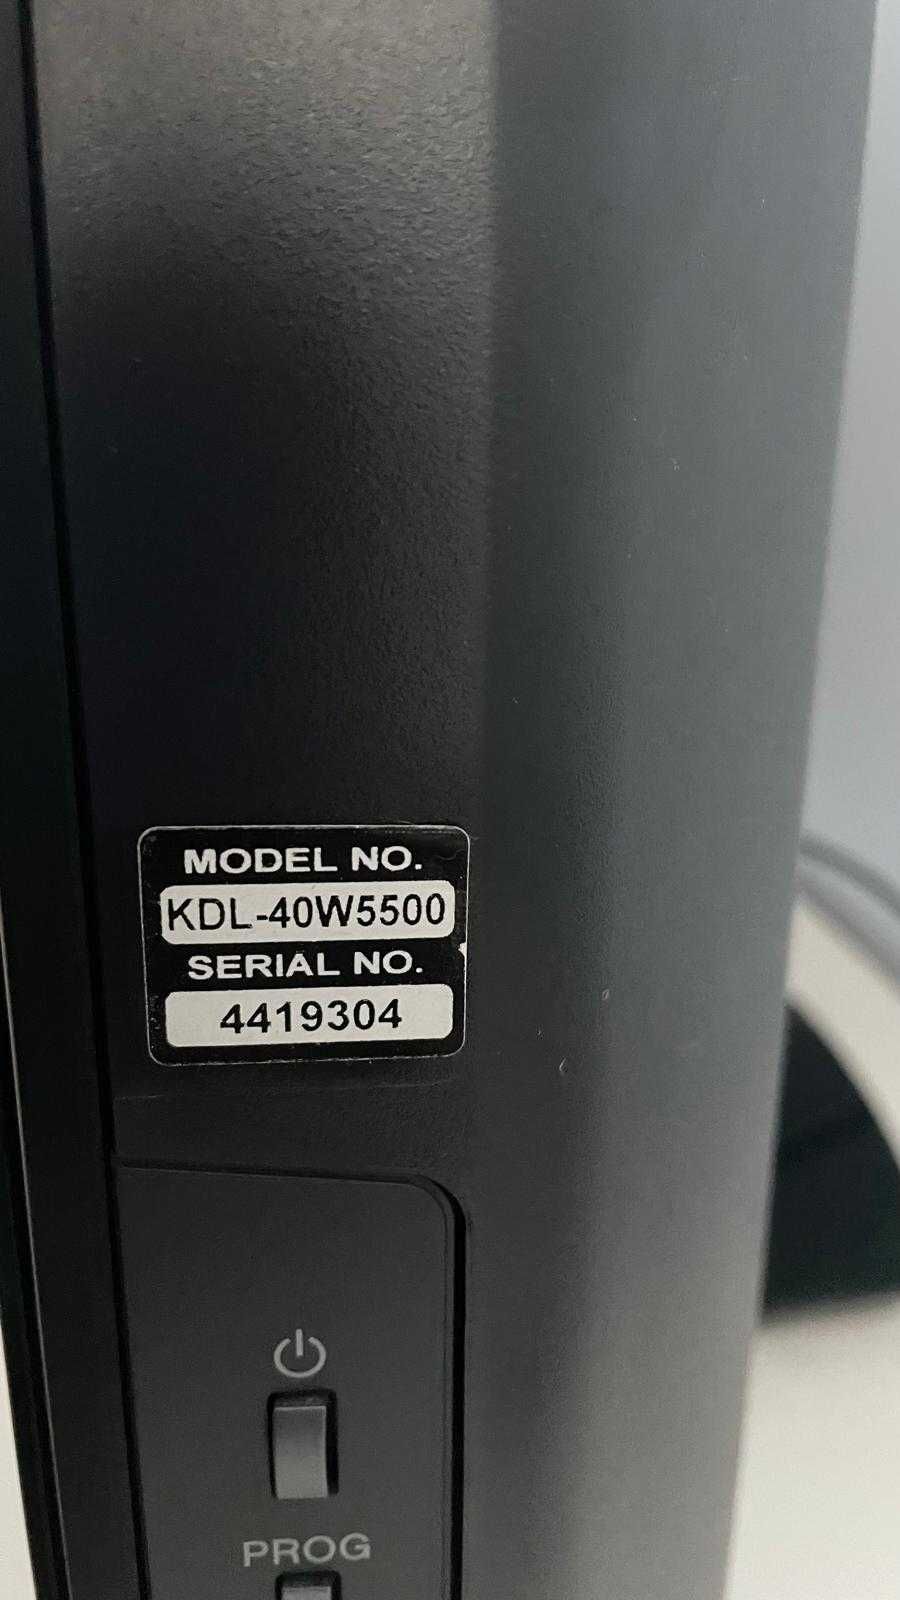 MODEL NO.
KDL-40W5500
SERIAL NO.
4419304
PROG